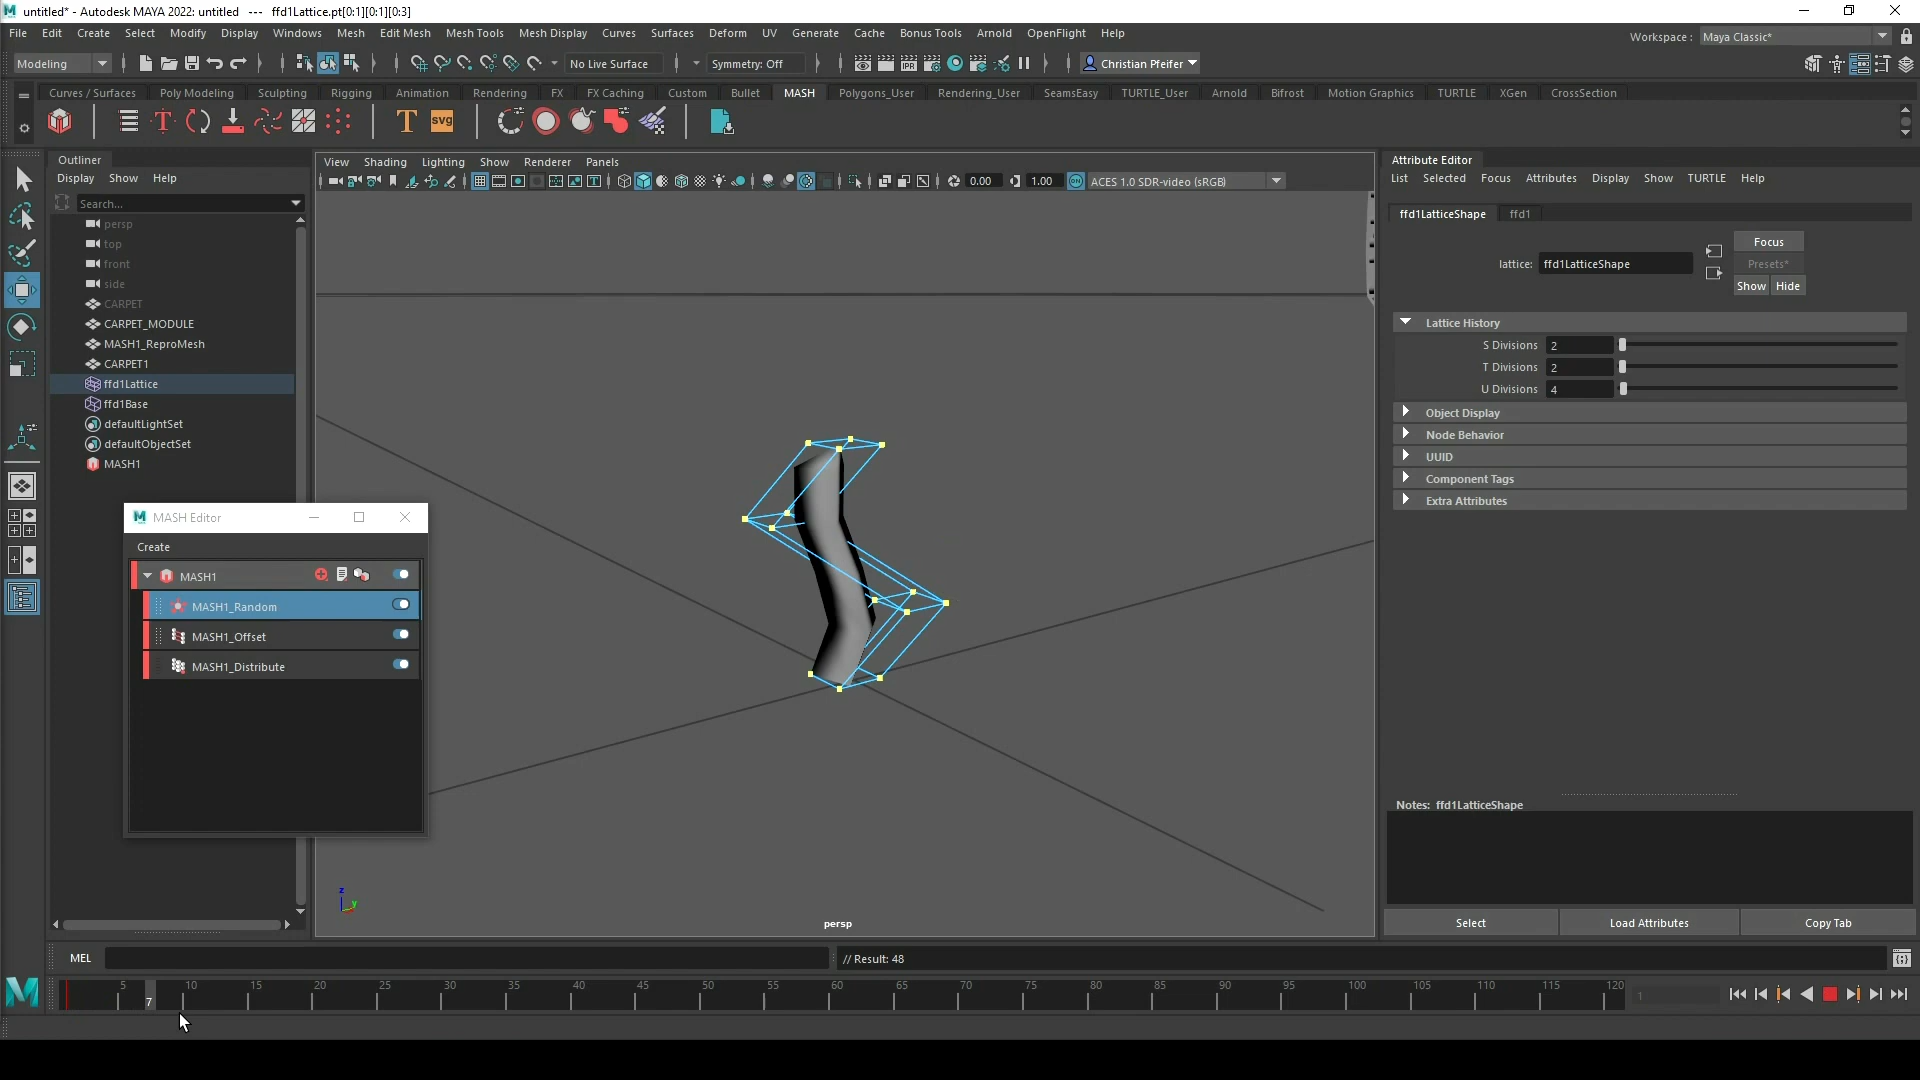 untitled* - Autodesk MAYA 2022: untitled --- ffd1Lattice.pt[0:1][0:1][0:3]
File Edit Create Select Modify Display Windows Mesh Edit Mesh Mesh Tools Mesh Display Curves Surfaces Deform UV Generate Cache Bonus Tools Arnold OpenFlight Help
Workspace : Maya Classic*
Modeling No Live Surface Symmetry: Off Christian Pfeifer
Curves / Surfaces Poly Modeling Sculpting Rigging Animation Rendering FX FX Caching Custom Bullet MASH Polygons_User Rendering_User SeamsEasy TURTLE_User Arnold Bifrost Motion Graphics TURTLE XGen CrossSection
T svg
Outliner
Display Show Help
Search...
persp
top
front
side
CARPET
CARPET_MODULE
MASH1_ReproMesh
CARPET1
ffd1Lattice
ffd1Base
defaultLightSet
defaultObjectSet
MASH1
MASH Editor
Create
MASH1
MASH1_Random
MASH1_Offset
MASH1_Distribute
View Shading Lighting Show Renderer Panels
0.00 1.00 ON ACES 1.0 SDR-video (sRGB)
z
y
persp
Attribute Editor
List Selected Focus Attributes Display Show TURTLE Help
ffd1LatticeShape ffd1
Focus
lattice: ffd1LatticeShape
Presets*
Show Hide
Lattice History
S Divisions 2
T Divisions 2
U Divisions 4
Object Display
Node Behavior
UUID
Component Tags
Extra Attributes
Notes: ffd1LatticeShape
Select Load Attributes Copy Tab
MEL // Result: 48
5 7 10 15 20 25 30 35 40 45 50 55 60 65 70 75 80 85 90 95 100 105 110 115 120 1